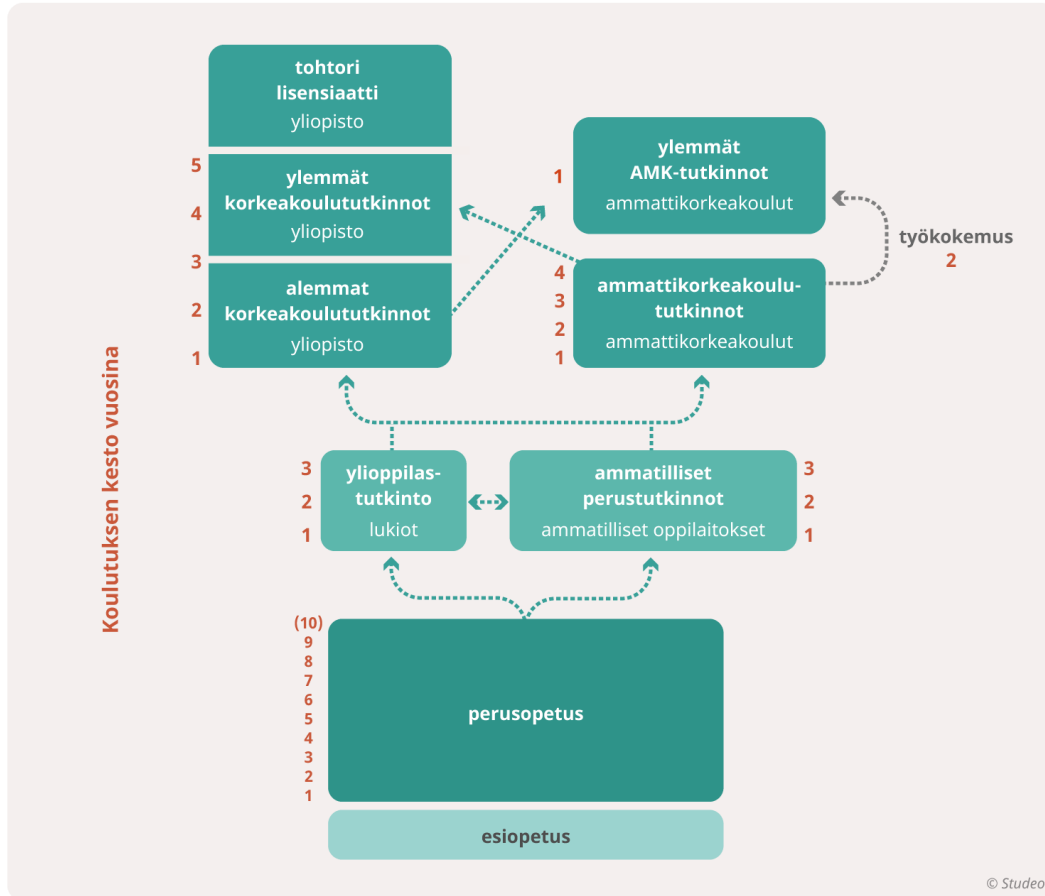 tohtori
lisensiaatti
yliopisto
5
4
3
2
1
ylemmät
korkeakoulututkinnot
yliopisto
alemmat
korkeakoulututkinnot
yliopisto
1
ylemmät
AMK-tutkinnot
ammattikorkeakoulut
työkokemus
2
4
3
2
1
ammattikorkeakoulu-
tutkinnot
ammattikorkeakoulut
Koulutuksen kesto vuosina
3
2
1
ylioppilas-
tutkinto
lukiot
ammatilliset
perustutkinnot
ammatilliset oppilaitokset
3
2
1
(10)
9
8
7
6
5
4
3
2
1
perusopetus
esiopetus
© Studeo